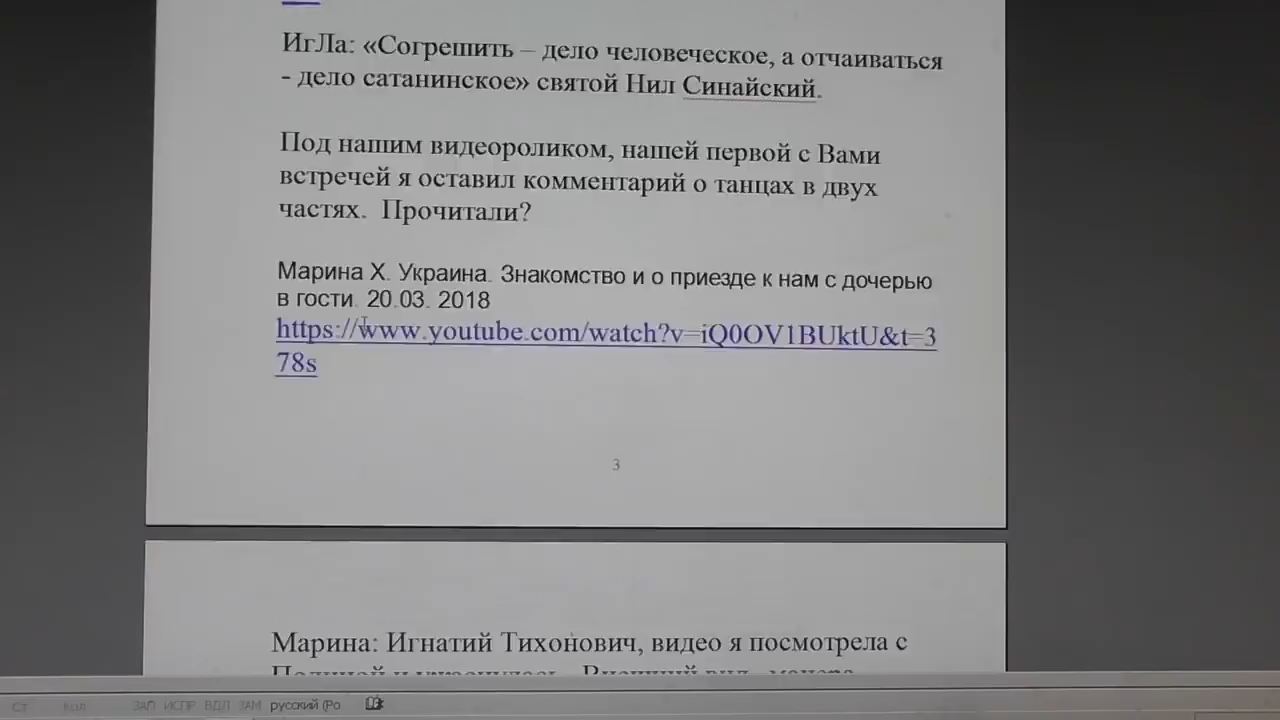 ИгЛа: «Согрешить – дело человеческое, а отчаиваться
- дело сатанинское» святой Нил Синайский.
Под нашим видеороликом, нашей первой с Вами
встречей я оставил комментарий о танцах в двух
частях. Прочитали?
Марина Х. Украина. Знакомство и о приезде к нам с дочерью
в гости. 20.03. 2018
https://www.youtube.com/watch?v=iQ0OV1BUktU&t=3
78s
3
Марина: Игнатий Тихонович, видео я посмотрела с
Ст Кол ЗАП ИСПР ВДЛ ЗАМ русский (Ро